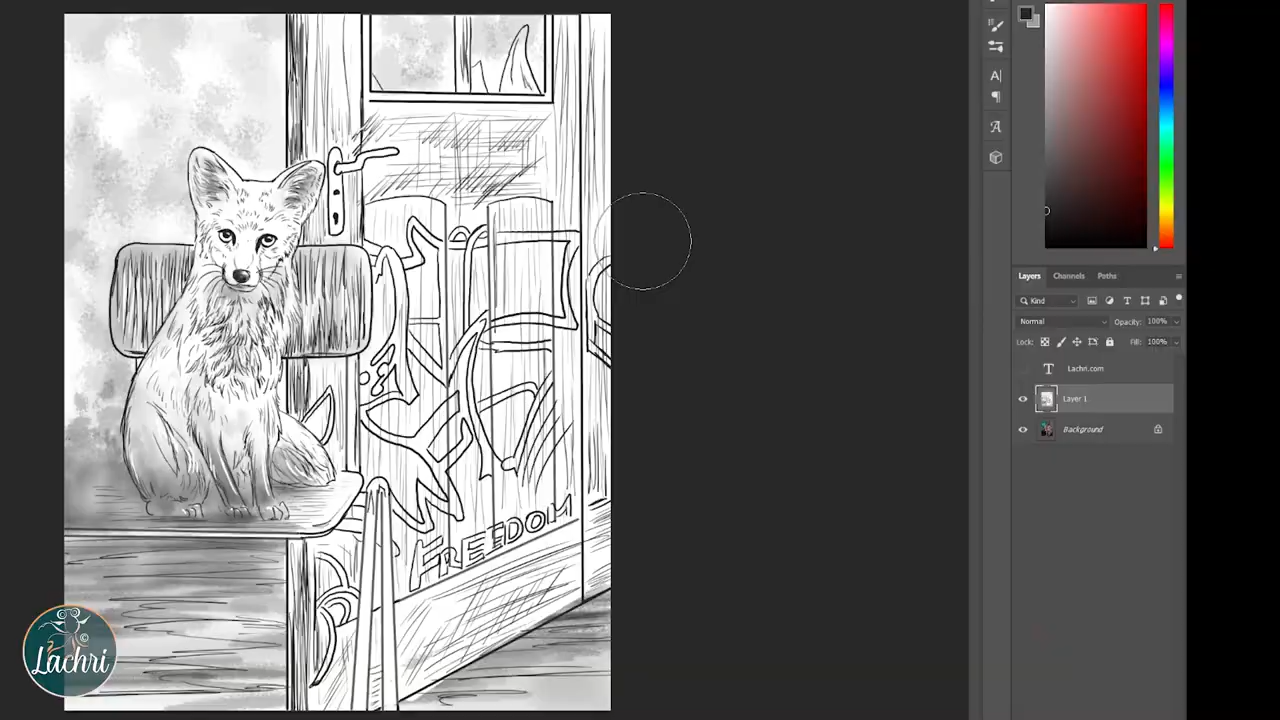 FREEDOM
Lachri
Layers Channels Paths
Kind
Normal Opacity: 100%
Lock: Fill: 100%
Lachri.com
Layer 1
Background